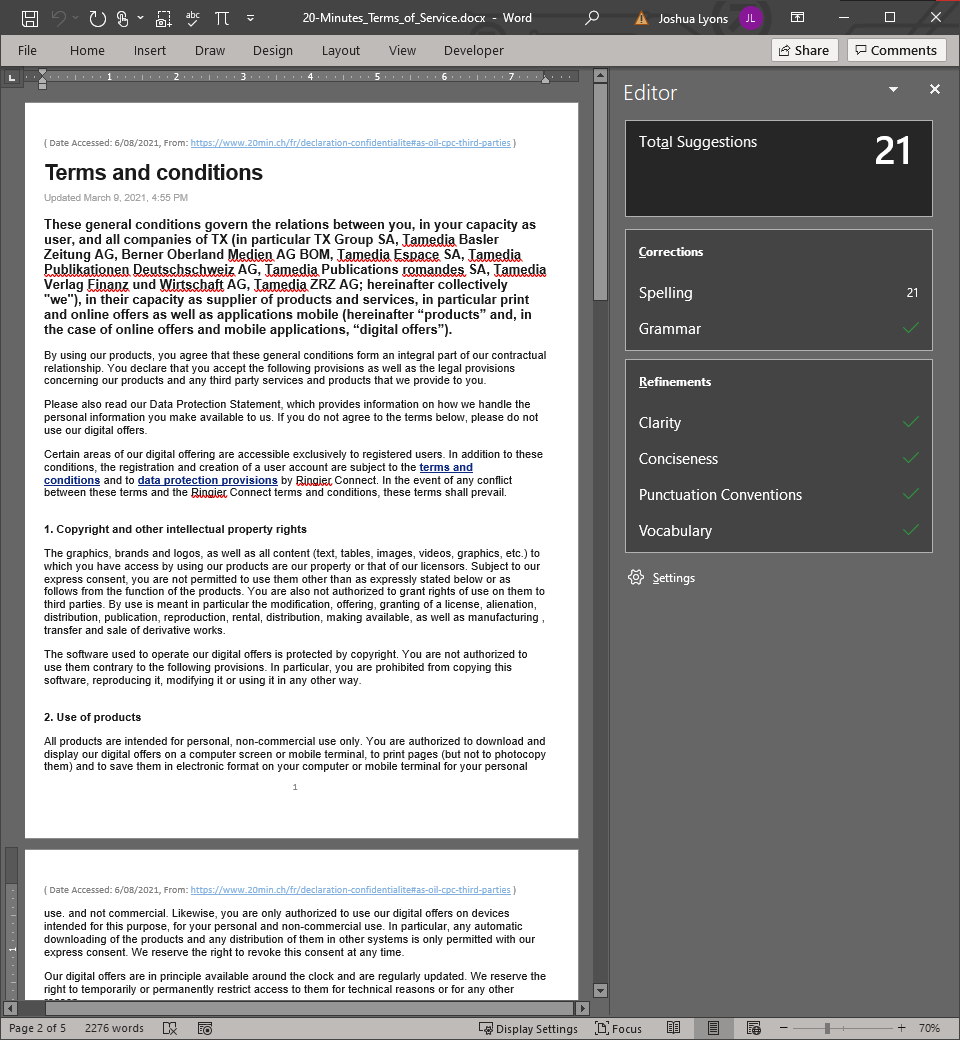 abc
20-Minutes_Terms_of_Service.docx - Word
Joshua Lyons
JL
File Home Insert Draw Design Layout View Developer
Share Comments
L
1 2 3 4 5 6 7
( Date Accessed: 6/08/2021, From: https://www.20min.ch/fr/declaration-confidentialite#as-oil-cpc-third-parties )
Terms and conditions
Updated March 9, 2021, 4:55 PM
These general conditions govern the relations between you, in your capacity as
user, and all companies of TX (in particular TX Group SA, Tamedia Basler
Zeitung AG, Berner Oberland Medien AG BOM, Tamedia Espace SA, Tamedia
Publikationen Deutschschweiz AG, Tamedia Publications romandes SA, Tamedia
Verlag Finanz und Wirtschaft AG, Tamedia ZRZ AG; hereinafter collectively
"we"), in their capacity as supplier of products and services, in particular print
and online offers as well as applications mobile (hereinafter “products” and, in
the case of online offers and mobile applications, “digital offers”).
By using our products, you agree that these general conditions form an integral part of our contractual
relationship. You declare that you accept the following provisions as well as the legal provisions
concerning our products and any third party services and products that we provide to you.
Please also read our Data Protection Statement, which provides information on how we handle the
personal information you make available to us. If you do not agree to the terms below, please do not
use our digital offers.
Certain areas of our digital offering are accessible exclusively to registered users. In addition to these
conditions, the registration and creation of a user account are subject to the terms and
conditions and to data protection provisions by Ringier Connect. In the event of any conflict
between these terms and the Ringier Connect terms and conditions, these terms shall prevail.
1. Copyright and other intellectual property rights
The graphics, brands and logos, as well as all content (text, tables, images, videos, graphics, etc.) to
which you have access by using our products are our property or that of our licensors. Subject to our
express consent, you are not permitted to use them other than as expressly stated below or as
follows from the function of the products. You are also not authorized to grant rights of use on them to
third parties. By use is meant in particular the modification, offering, granting of a license, alienation,
distribution, publication, reproduction, rental, distribution, making available, as well as manufacturing ,
transfer and sale of derivative works.
The software used to operate our digital offers is protected by copyright. You are not authorized to
use them contrary to the following provisions. In particular, you are prohibited from copying this
software, reproducing it, modifying it or using it in any other way.
2. Use of products
All products are intended for personal, non-commercial use only. You are authorized to download and
display our digital offers on a computer screen or mobile terminal, to print pages (but not to photocopy
them) and to save them in electronic format on your computer or mobile terminal for your personal
1
( Date Accessed: 6/08/2021, From: https://www.20min.ch/fr/declaration-confidentialite#as-oil-cpc-third-parties )
use. and not commercial. Likewise, you are only authorized to use our digital offers on devices
intended for this purpose, for your personal and non-commercial use. In particular, any automatic
downloading of the products and any distribution of them in other systems is only permitted with our
express consent. We reserve the right to revoke this consent at any time.
Our digital offers are in principle available around the clock and are regularly updated. We reserve the
right to temporarily or permanently restrict access to them for technical reasons or for any other
1
Editor
Total Suggestions 21
Corrections
Spelling 21
Grammar
Refinements
Clarity
Conciseness
Punctuation Conventions
Vocabulary
Settings
Page 2 of 5 2276 words Display Settings Focus 70%